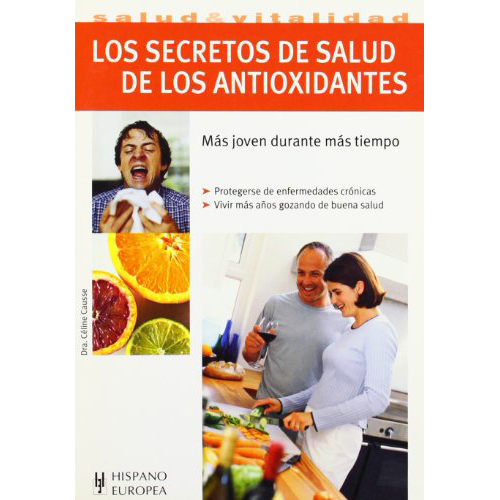 salud&vitalidad
LOS SECRETOS DE SALUD
DE LOS ANTIOXIDANTES
Más joven durante más tiempo
➤ Protegerse de enfermedades crónicas
➤ Vivir más años gozando de buena salud
Dra. Céline Causse
HISPANO
EUROPEA